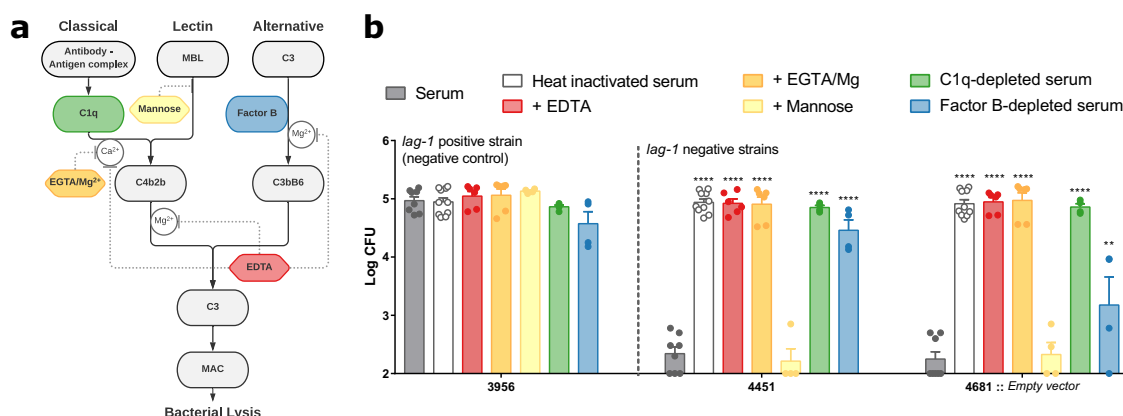 a
Classical Lectin Alternative
Antibody -
Antigen complex)
MBL
C3
C1q
Mannose
Factor B
Mg²⁺
Ca²⁺
EGTA/Mg²⁺
C4b2b
C3bB6
Mg²⁺
EDTA
C3
MAC
Bacterial Lysis
b
Serum
Heat inactivated serum
+ EDTA
+ EGTA/Mg
+ Mannose
C1q-depleted serum
Factor B-depleted serum
lag-1 positive strain
(negative control)
lag-1 negative strains
Log CFU
6
5
4
3
2
**** **** **** **** ****
**** **** **** **** **
3956 4451 4681 :: Empty vector